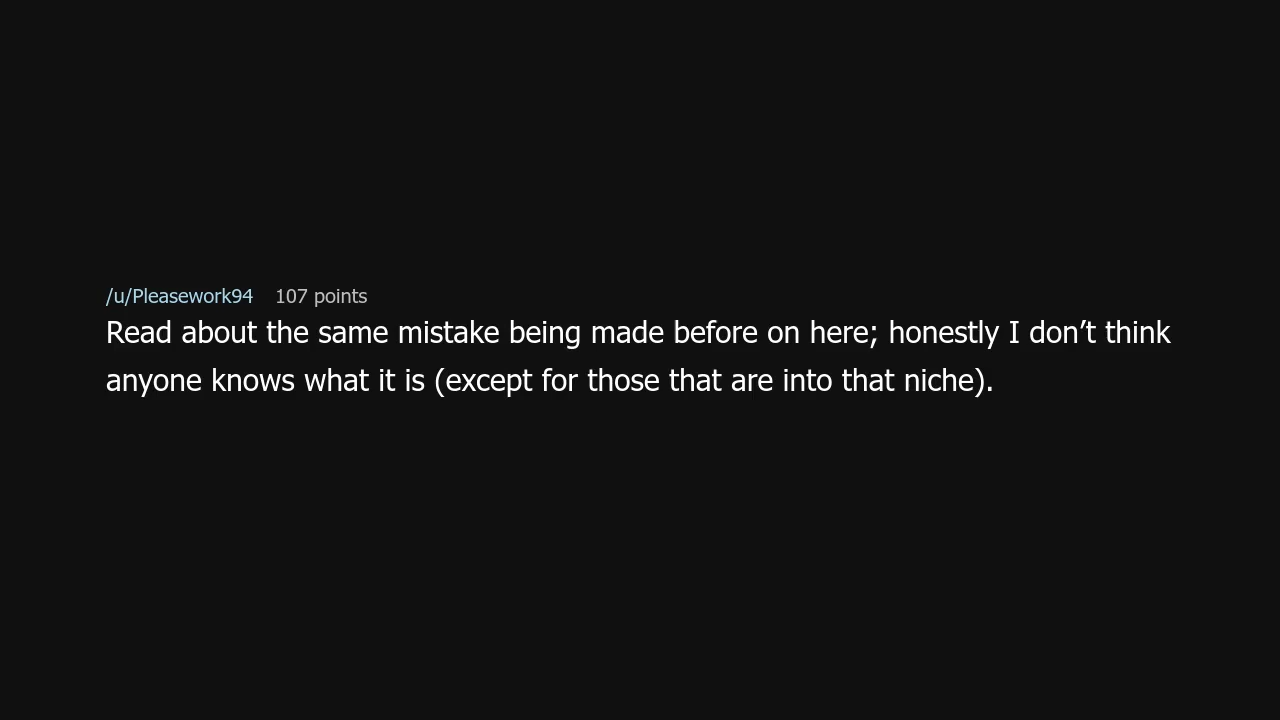 /u/Pleasework94 107 points
Read about the same mistake being made before on here; honestly I don’t think
anyone knows what it is (except for those that are into that niche).